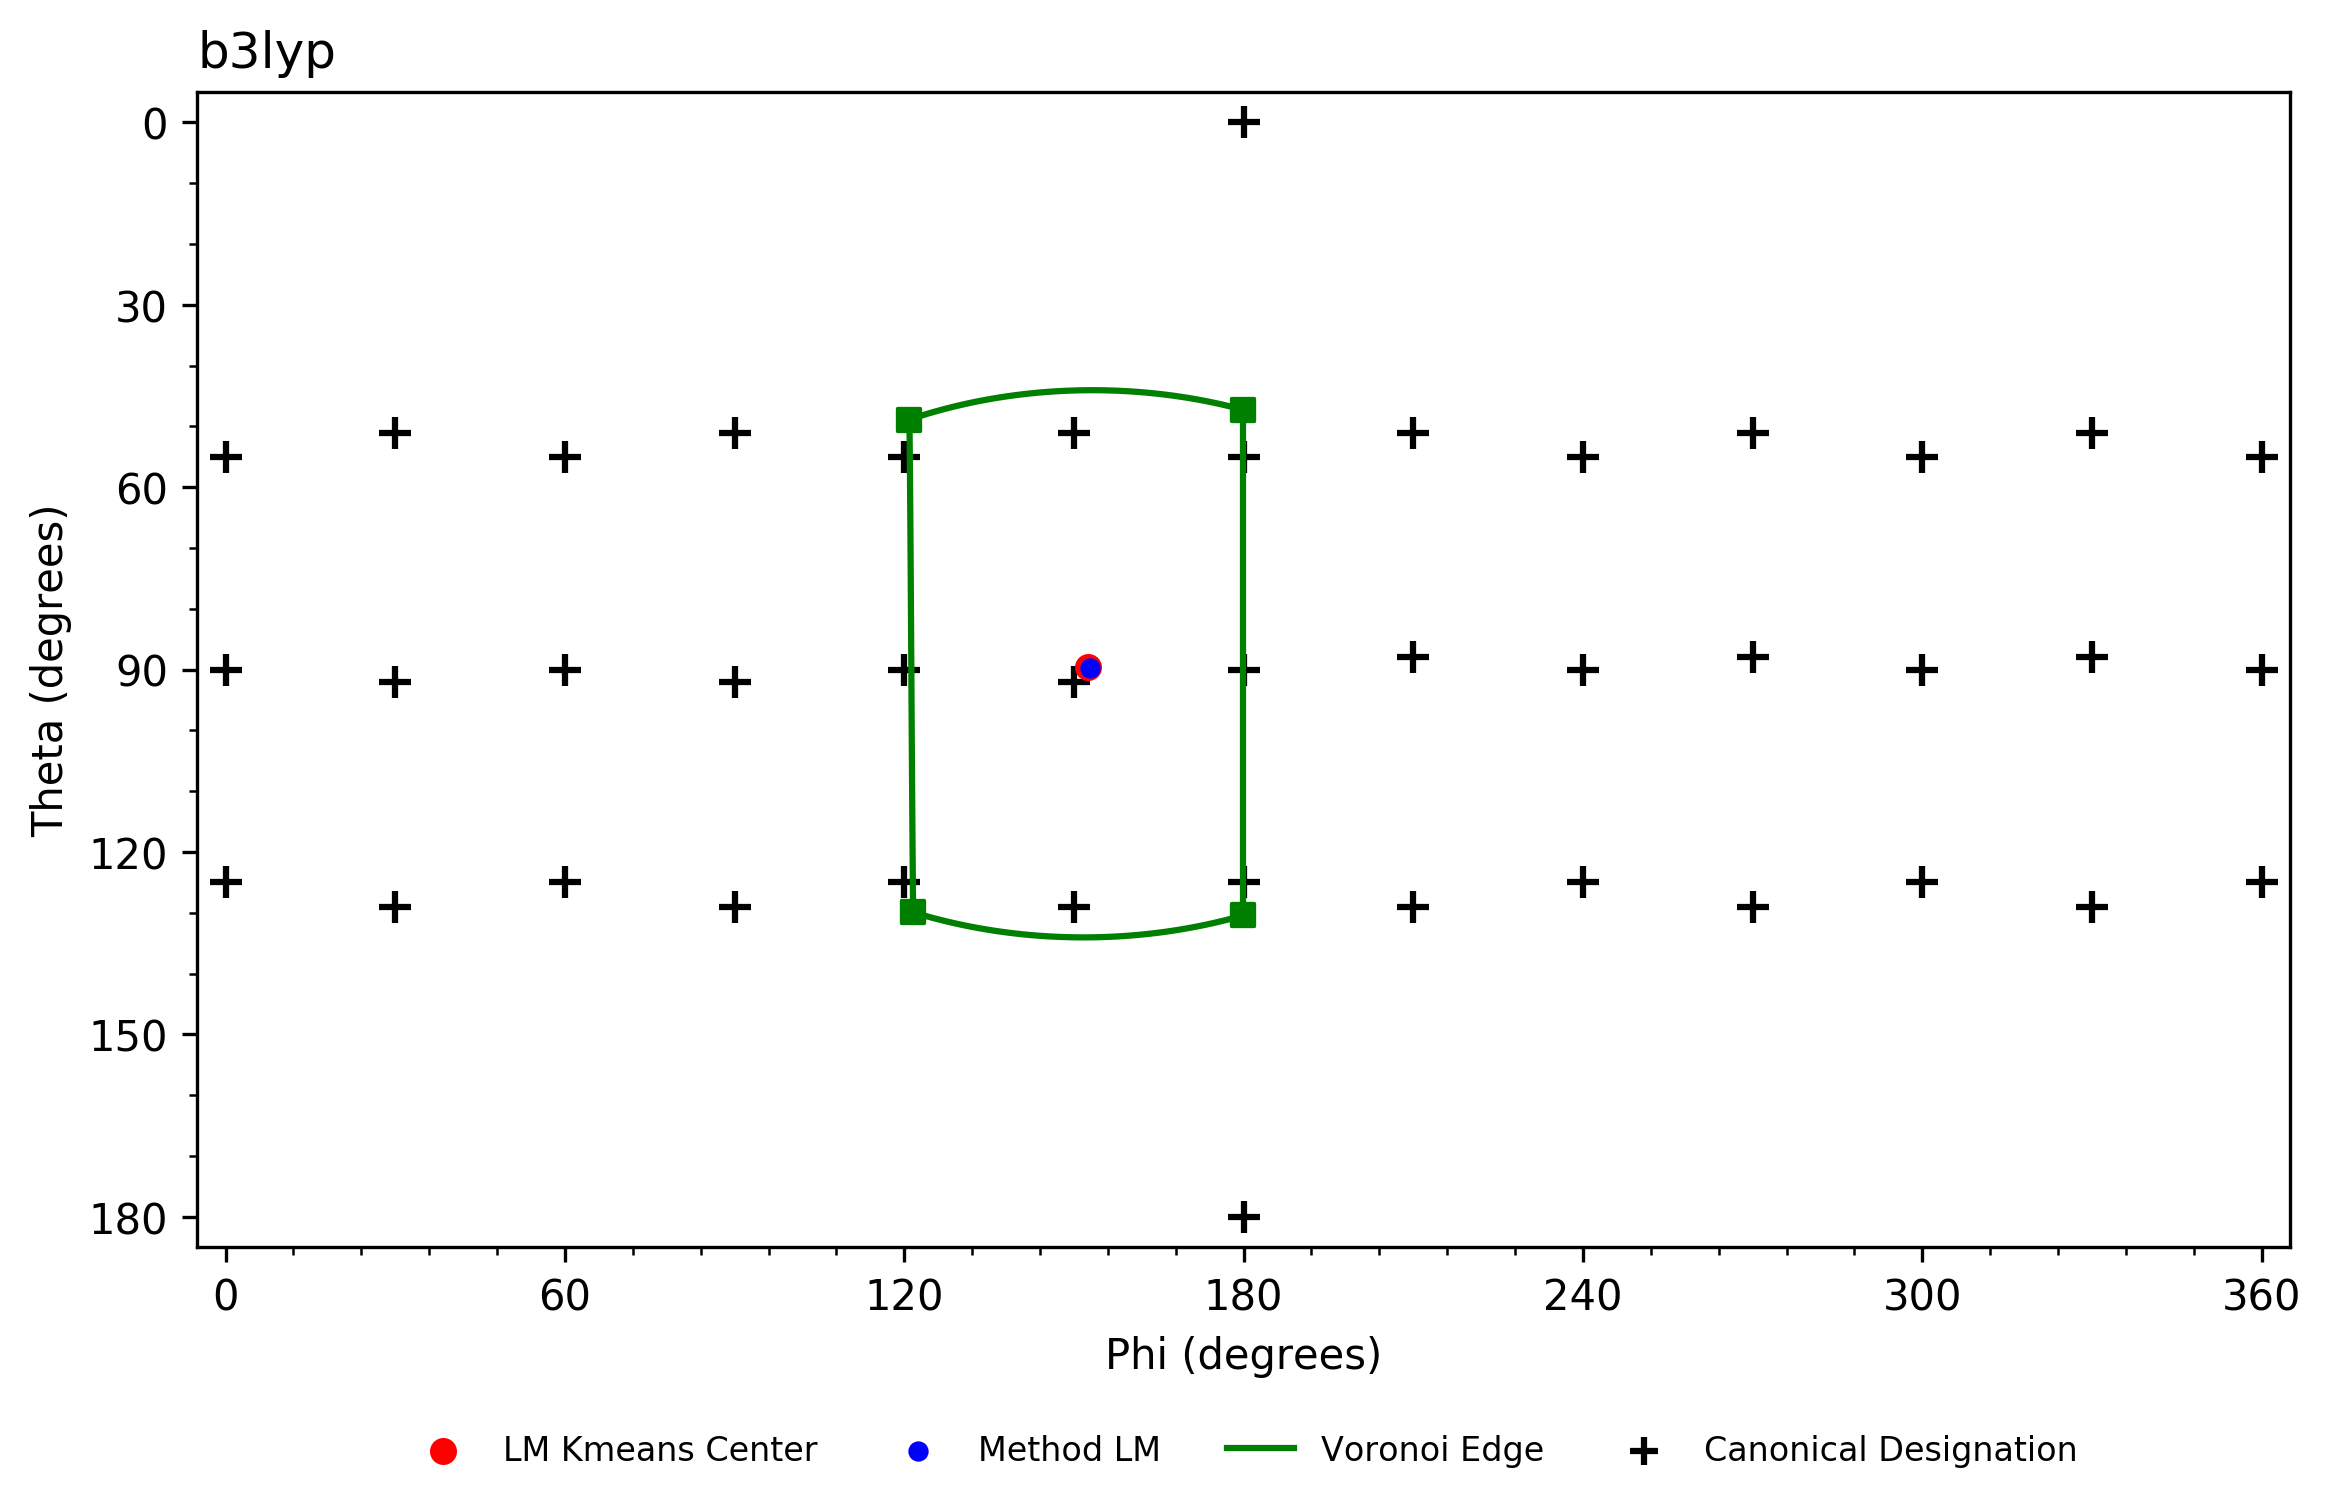 b3lyp
0
30
60
90
120
150
180
Theta (degrees)
0 60 120 180 240 300 360
Phi (degrees)
LM Kmeans Center Method LM Voronoi Edge Canonical Designation